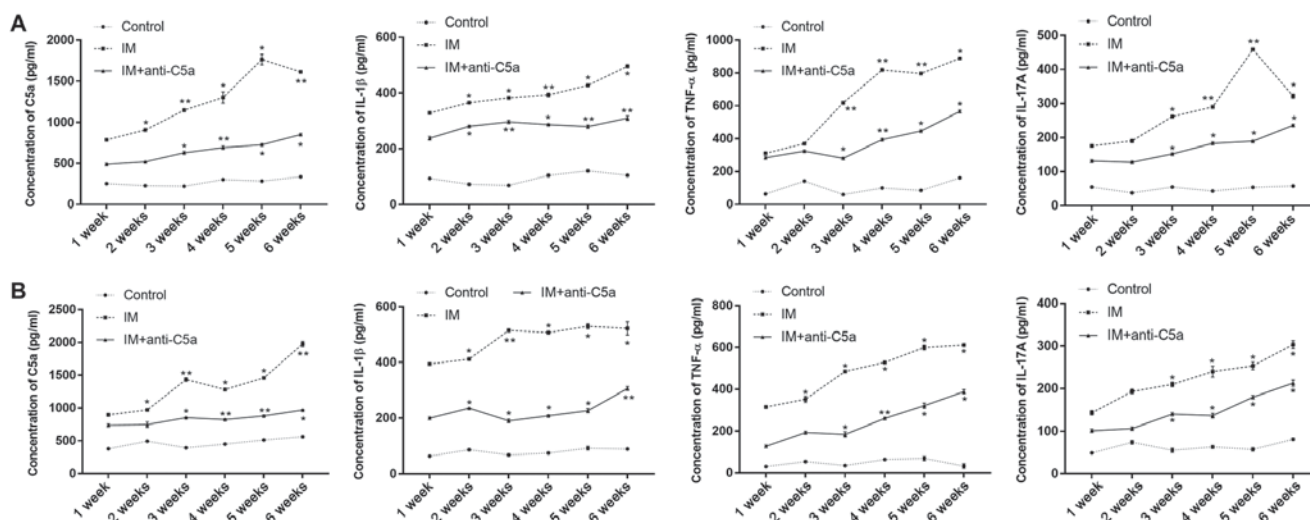 A
Control
IM
IM+anti-C5a
Concentration of C5a (pg/ml)
2000
1500
1000
500
0
*
**
*
*
**
*
**
*
*
1 week
2 weeks
3 weeks
4 weeks
5 weeks
6 weeks
Control
IM
IM+anti-C5a
Concentration of IL-1β (pg/ml)
600
400
200
0
*
*
**
*
*
*
**
*
**
**
1 week
2 weeks
3 weeks
4 weeks
5 weeks
6 weeks
Control
IM
IM+anti-C5a
Concentration of TNF-α (pg/ml)
1000
800
600
400
200
0
**
**
**
*
*
**
*
*
1 week
2 weeks
3 weeks
4 weeks
5 weeks
6 weeks
Control
IM
IM+anti-C5a
Concentration of IL-17A (pg/ml)
500
400
300
200
100
0
*
**
**
*
*
*
*
*
1 week
2 weeks
3 weeks
4 weeks
5 weeks
6 weeks
B
Control
IM
IM+anti-C5a
Concentration of C5a (pg/ml)
2500
2000
1500
1000
500
0
*
**
*
*
**
*
**
**
*
1 week
2 weeks
3 weeks
4 weeks
5 weeks
6 weeks
Control IM+anti-C5a
IM
Concentration of IL-1β (pg/ml)
600
400
200
0
*
**
*
*
*
*
*
*
*
**
1 week
2 weeks
3 weeks
4 weeks
5 weeks
6 weeks
Control
IM
IM+anti-C5a
Concentration of TNF-α (pg/ml)
800
600
400
200
0
*
*
*
*
*
*
**
*
*
1 week
2 weeks
3 weeks
4 weeks
5 weeks
6 weeks
Control
IM
IM+anti-C5a
Concentration of IL-17A (pg/ml)
400
300
200
100
0
*
*
*
*
*
*
*
*
1 week
2 weeks
3 weeks
4 weeks
5 weeks
6 weeks